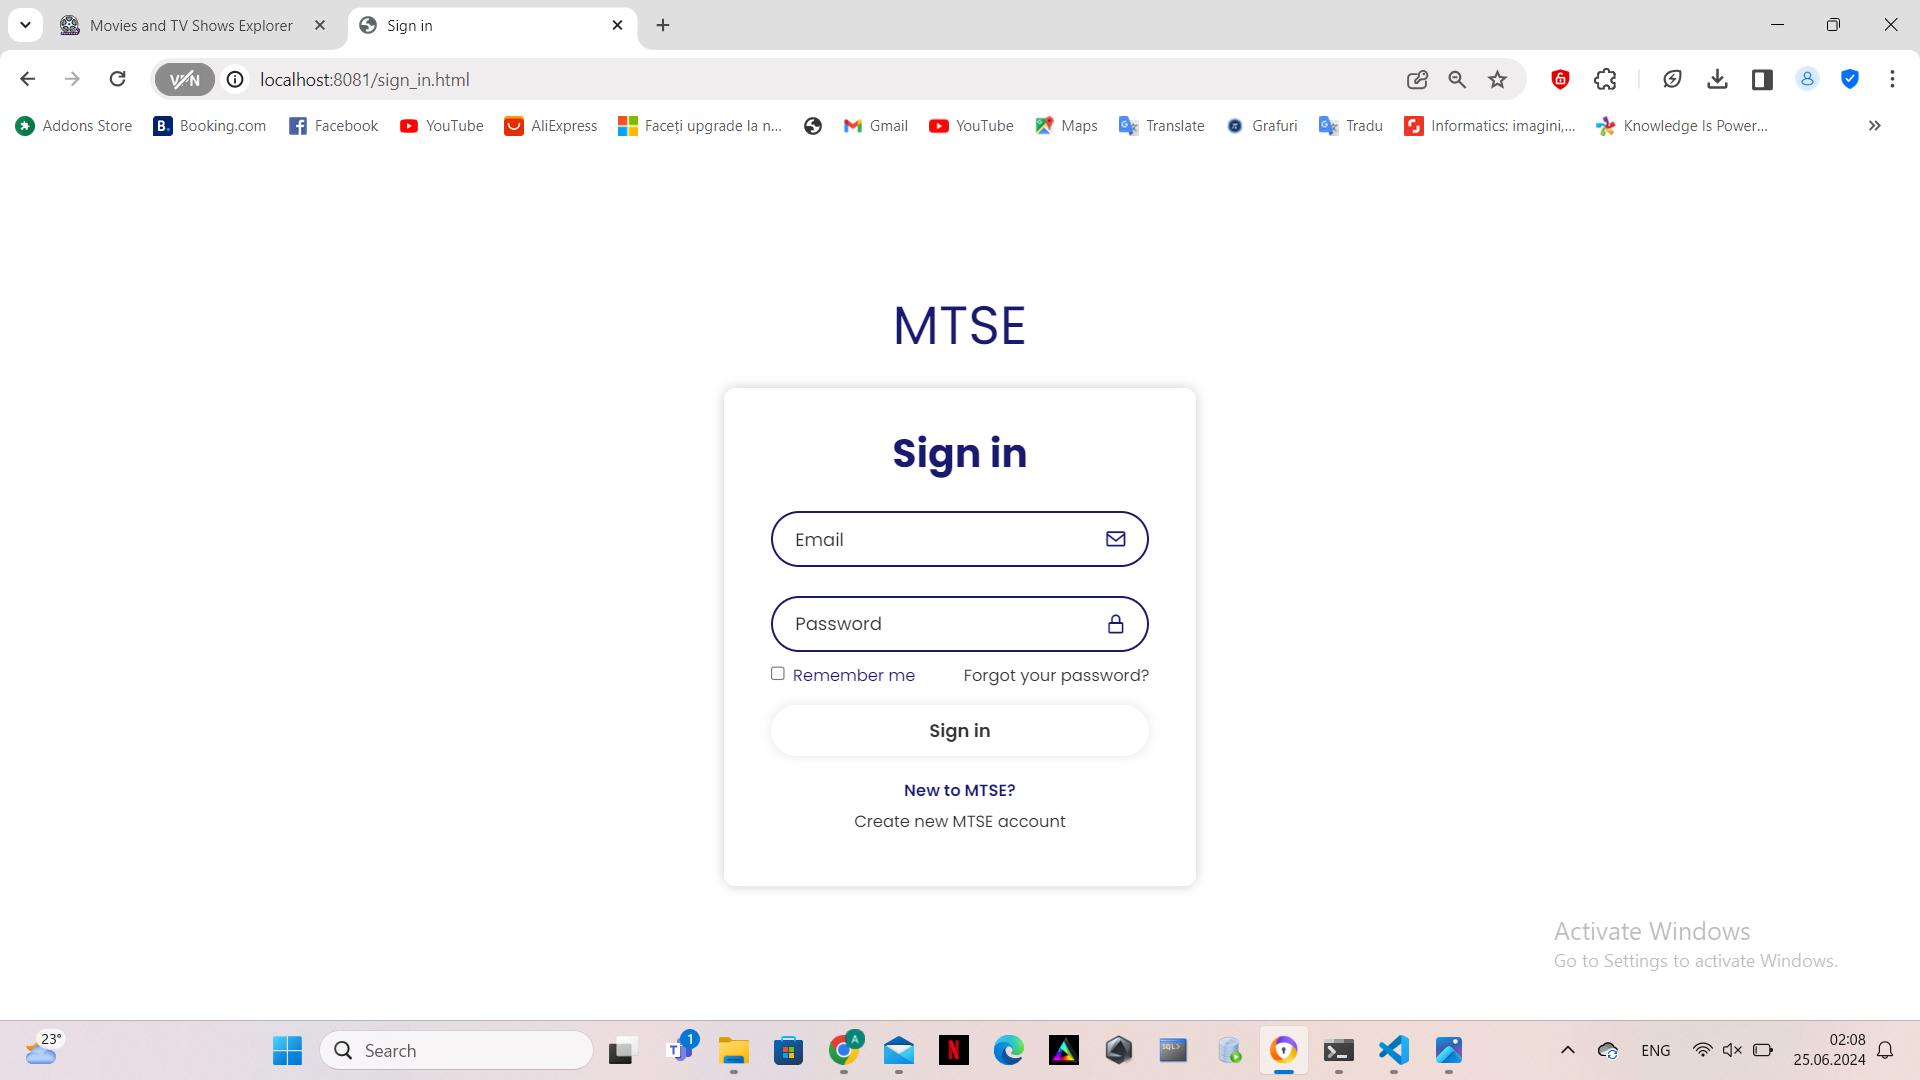 Movies and TV Shows Explorer
Sign in
VPN
localhost:8081/sign_in.html
Addons Store
B. Booking.com
Facebook
YouTube
AliExpress
Faceți upgrade la n...
Gmail
YouTube
Maps
Translate
Grafuri
Tradu
Informatics: imagini,...
Knowledge Is Power...
MTSE
Sign in
Email
Password
Remember me
Forgot your password?
Sign in
New to MTSE?
Create new MTSE account
Activate Windows
Go to Settings to activate Windows.
23°
Search
T
1
A
N
SQL>
ENG
02:08
25.06.2024